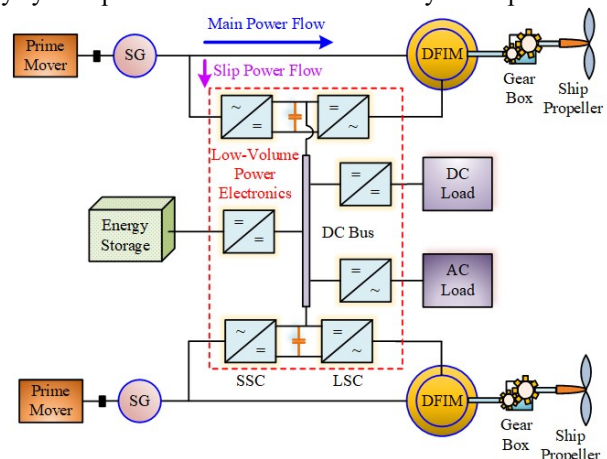 Main Power Flow
Prime
Mover
SG
DFIM
Slip Power Flow
Gear
Box
Ship
Propeller
~
=
=
~
Low-Volume
Power
Electronics
=
=
DC
Load
Energy
Storage
=
=
DC Bus
=
~
AC
Load
~
=
=
~
SSC
LSC
Prime
Mover
SG
DFIM
Gear
Box
Ship
Propeller